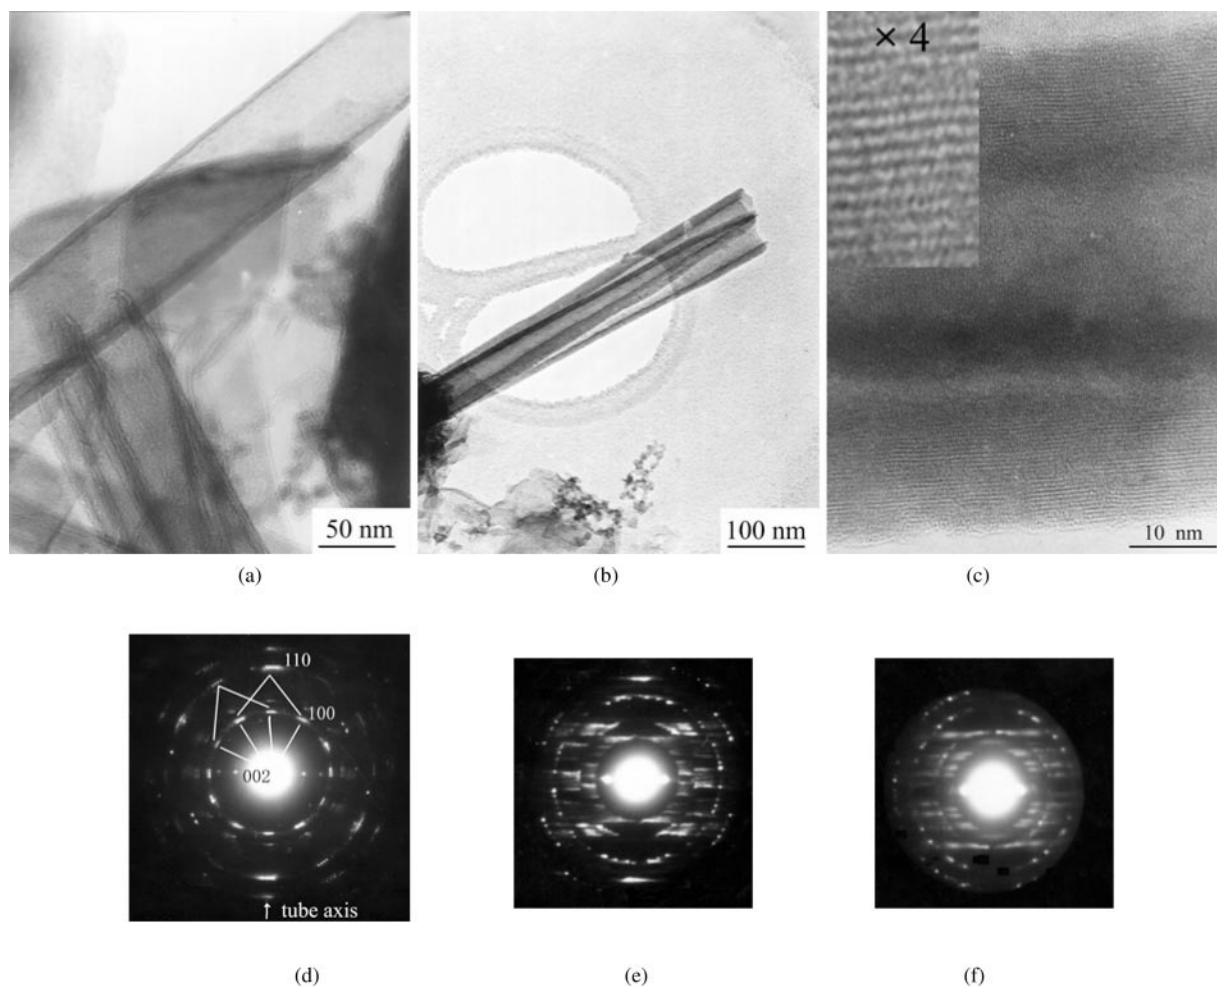 × 4
50 nm
100 nm
10 nm
(a)
(b)
(c)
110
100
002
↑ tube axis
(d)
(e)
(f)